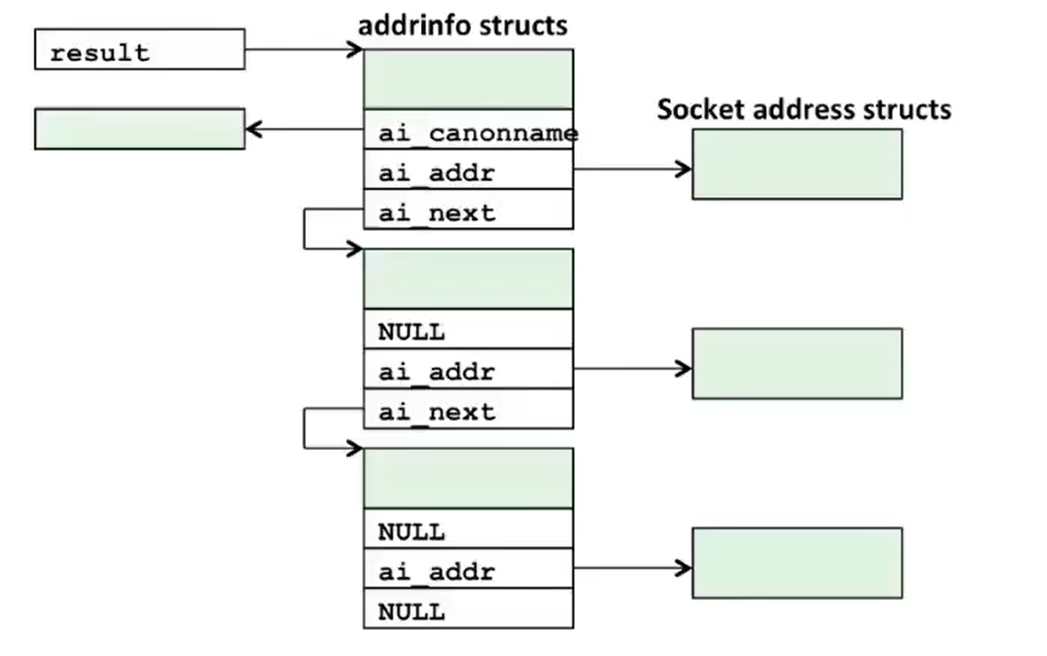 addrinfo structs
result
Socket address structs
ai_canonname
ai_addr
ai_next
NULL
ai_addr
ai_next
NULL
ai_addr
NULL